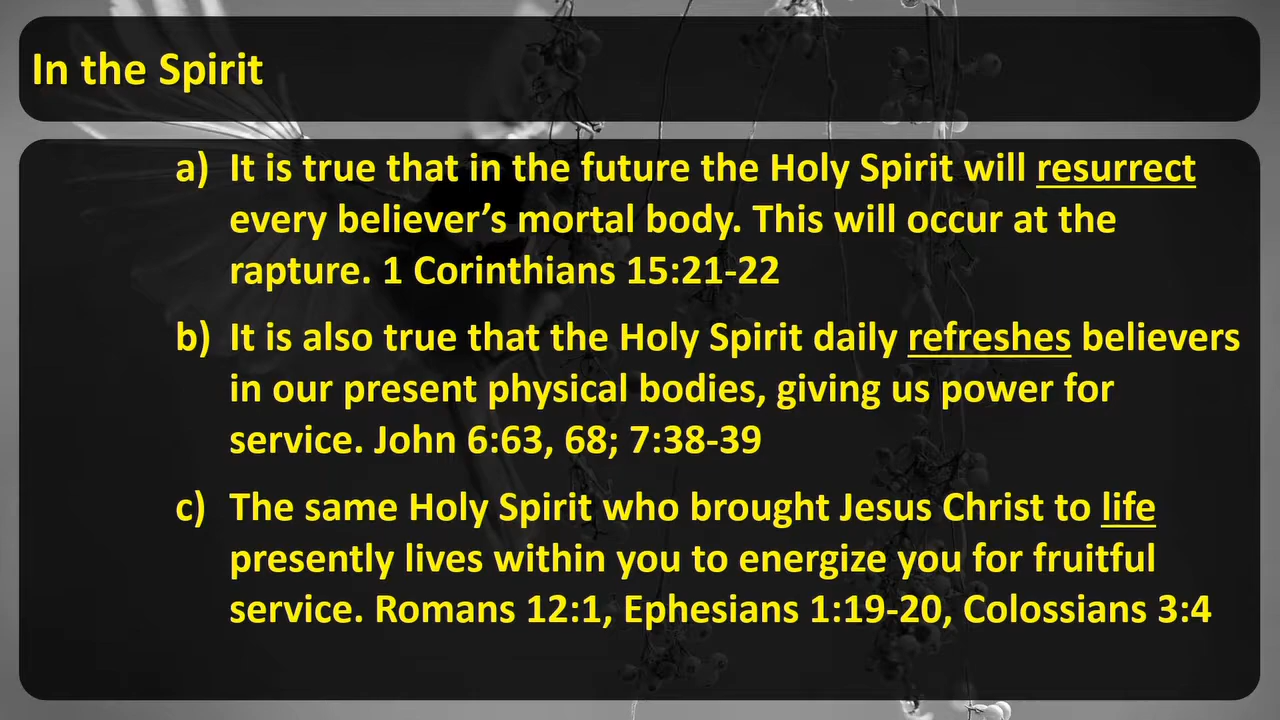 In the Spirit
a) It is true that in the future the Holy Spirit will resurrect
every believer’s mortal body. This will occur at the
rapture. 1 Corinthians 15:21-22
b) It is also true that the Holy Spirit daily refreshes believers
in our present physical bodies, giving us power for
service. John 6:63, 68; 7:38-39
c) The same Holy Spirit who brought Jesus Christ to life
presently lives within you to energize you for fruitful
service. Romans 12:1, Ephesians 1:19-20, Colossians 3:4